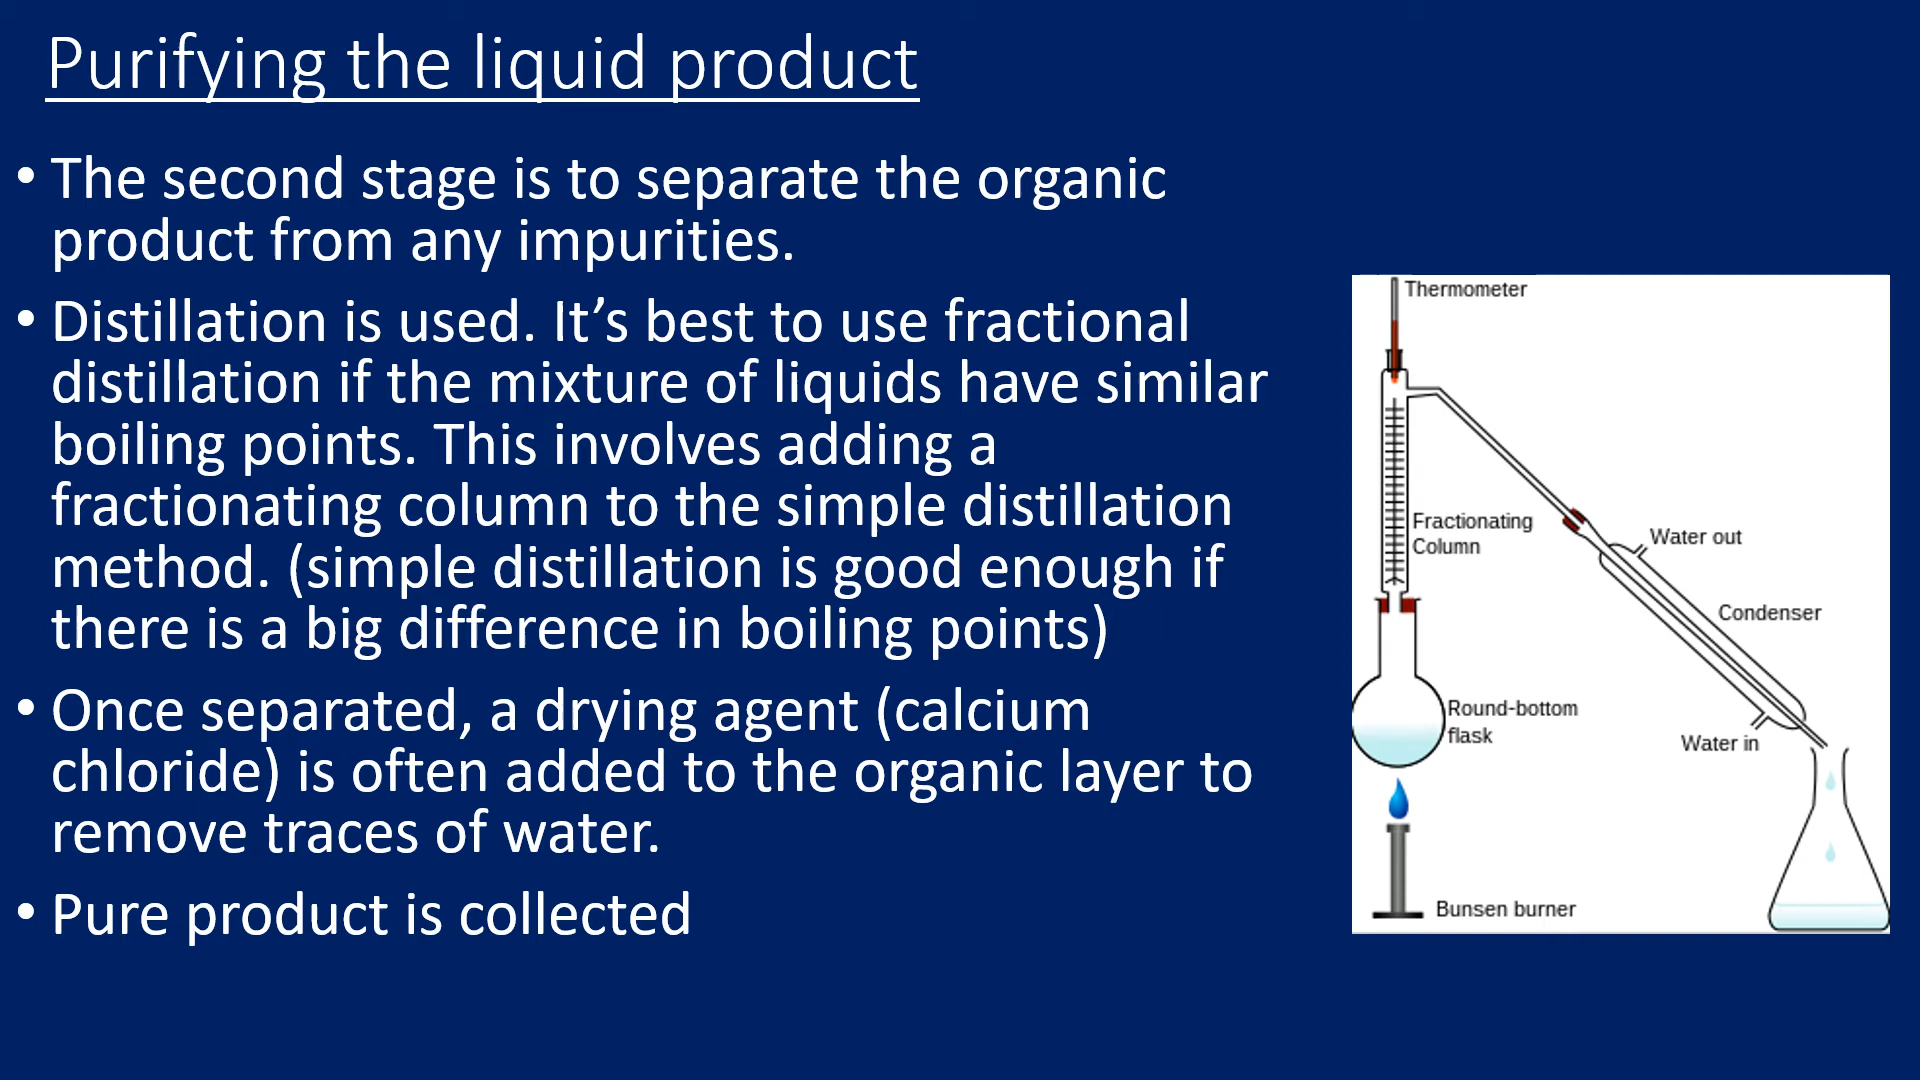 Purifying the liquid product
• The second stage is to separate the organic
product from any impurities.
• Distillation is used. It’s best to use fractional
distillation if the mixture of liquids have similar
boiling points. This involves adding a
fractionating column to the simple distillation
method. (simple distillation is good enough if
there is a big difference in boiling points)
• Once separated, a drying agent (calcium
chloride) is often added to the organic layer to
remove traces of water.
• Pure product is collected
Thermometer
Fractionating
Column
Water out
Condenser
Round-bottom
flask
Water in
Bunsen burner